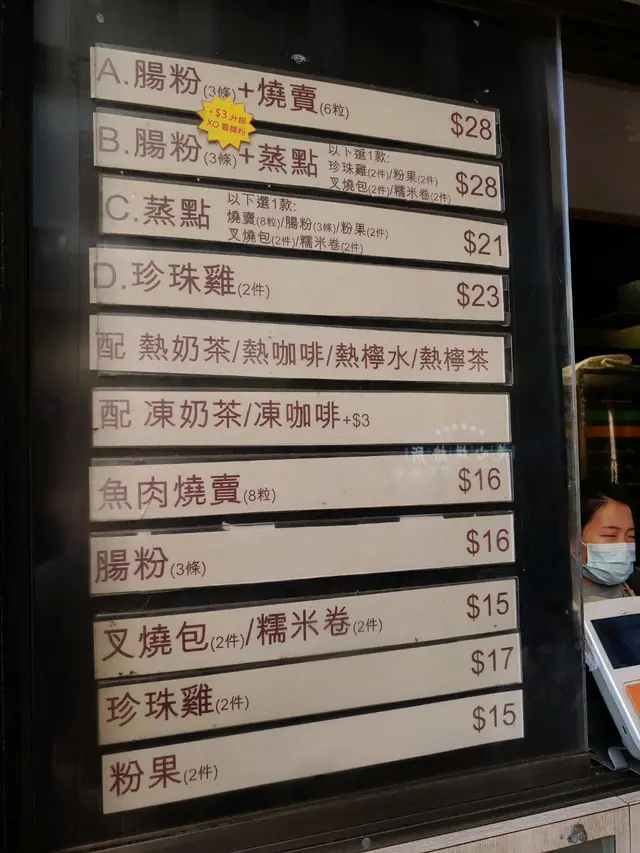 A.腸粉(3條)+燒賣(6粒) $28
+$3 升級
XO醬腸粉
B.腸粉(3條)+蒸點 以下選1款: $28
珍珠雞(2件)/粉果(2件)
叉燒包(2件)/糯米卷(2件)
C.蒸點 以下選1款: $21
燒賣(8粒)/腸粉(3條)/粉果(2件)
叉燒包(2件)/糯米卷(2件)
D.珍珠雞(2件) $23
配 熱奶茶/熱咖啡/熱檸水/熱檸茶
配 凍奶茶/凍咖啡+$3
魚肉燒賣(8粒) $16
腸粉(3條) $16
叉燒包(2件)/糯米卷(2件) $15
珍珠雞(2件) $17
粉果(2件) $15